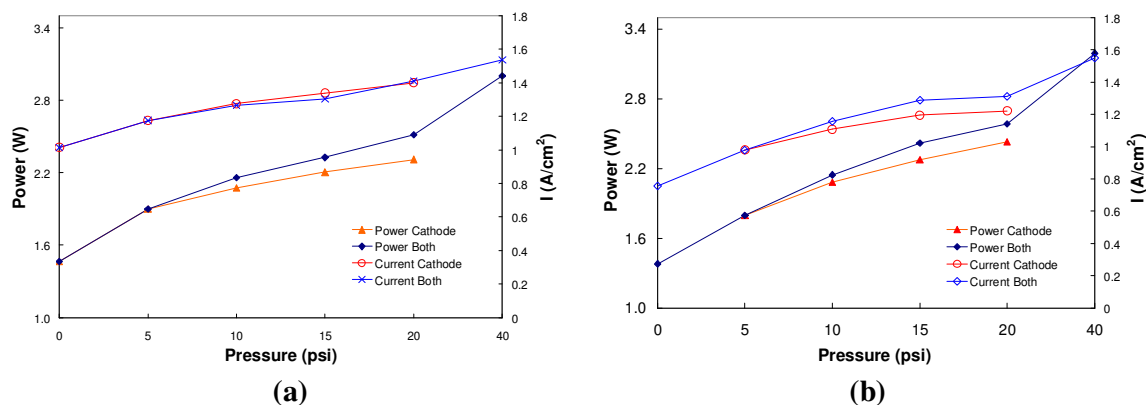 3.4
2.8
2.2
1.6
1.0
Power (W)
1.8
1.6
1.4
1.2
1
0.8
0.6
0.4
0.2
0
I (A/cm²)
Power Cathode
Power Both
Current Cathode
Current Both
0 5 10 15 20 40
Pressure (psi)
(a)
3.4
2.8
2.2
1.6
1.0
Power (W)
1.8
1.6
1.4
1.2
1
0.8
0.6
0.4
0.2
0
I (A/cm²)
Power Cathode
Power Both
Current Cathode
Current Both
0 5 10 15 20 40
Pressure (psi)
(b)